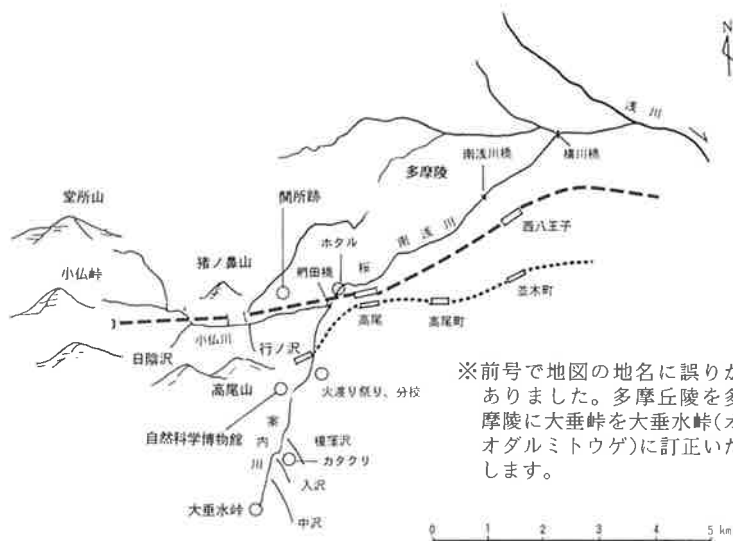 N
浅川
南浅川橋
横川橋
多摩陵
堂所山
関所跡
南浅川
西八王子
ホタル
桜
小仏峠
猪ノ鼻山
並木町
高尾
高尾町
小仏川
日陰沢
行ノ沢
高尾山
火渡り祭り、分校
自然科学博物館
案内川
榎窪沢
カタクリ
入沢
大垂水峠
中沢
※前号で地図の地名に誤りが
ありました。多摩丘陵を多
摩陵に大垂峠を大垂水峠(オ
オダルミトウゲ)に訂正いた
します。
0 1 2 3 4 5 km